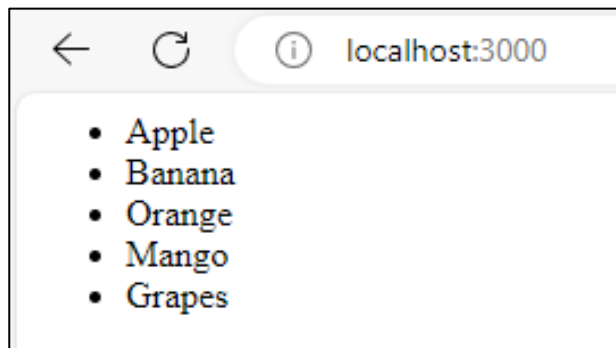 localhost:3000
• Apple
• Banana
• Orange
• Mango
• Grapes